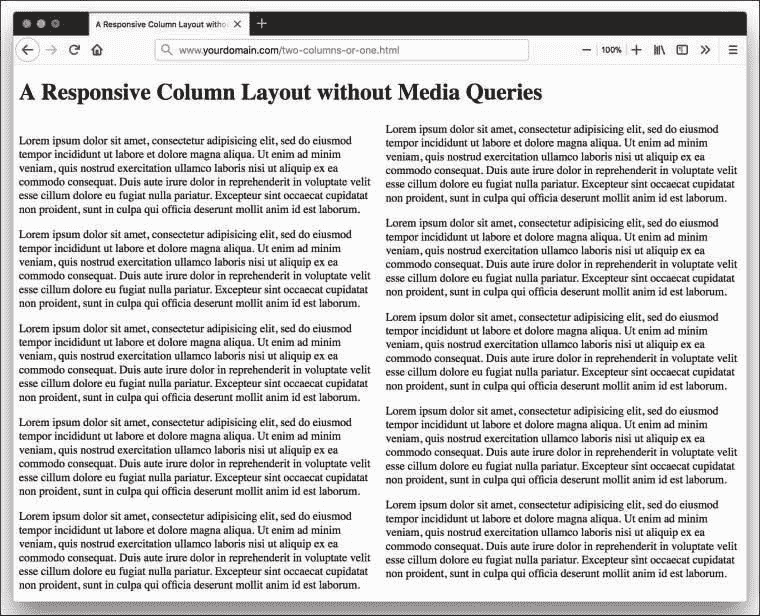 A Responsive Column Layout witho
www.yourdomain.com/two-columns-or-one.html
100%
A Responsive Column Layout without Media Queries
Lorem ipsum dolor sit amet, consectetur adipisicing elit, sed do eiusmod
tempor incididunt ut labore et dolore magna aliqua. Ut enim ad minim
veniam, quis nostrud exercitation ullamco laboris nisi ut aliquip ex ea
commodo consequat. Duis aute irure dolor in reprehenderit in voluptate velit
esse cillum dolore eu fugiat nulla pariatur. Excepteur sint occaecat cupidatat
non proident, sunt in culpa qui officia deserunt mollit anim id est laborum.
Lorem ipsum dolor sit amet, consectetur adipisicing elit, sed do eiusmod
tempor incididunt ut labore et dolore magna aliqua. Ut enim ad minim
veniam, quis nostrud exercitation ullamco laboris nisi ut aliquip ex ea
commodo consequat. Duis aute irure dolor in reprehenderit in voluptate velit
esse cillum dolore eu fugiat nulla pariatur. Excepteur sint occaecat cupidatat
non proident, sunt in culpa qui officia deserunt mollit anim id est laborum.
Lorem ipsum dolor sit amet, consectetur adipisicing elit, sed do eiusmod
tempor incididunt ut labore et dolore magna aliqua. Ut enim ad minim
veniam, quis nostrud exercitation ullamco laboris nisi ut aliquip ex ea
commodo consequat. Duis aute irure dolor in reprehenderit in voluptate velit
esse cillum dolore eu fugiat nulla pariatur. Excepteur sint occaecat cupidatat
non proident, sunt in culpa qui officia deserunt mollit anim id est laborum.
Lorem ipsum dolor sit amet, consectetur adipisicing elit, sed do eiusmod
tempor incididunt ut labore et dolore magna aliqua. Ut enim ad minim
veniam, quis nostrud exercitation ullamco laboris nisi ut aliquip ex ea
commodo consequat. Duis aute irure dolor in reprehenderit in voluptate velit
esse cillum dolore eu fugiat nulla pariatur. Excepteur sint occaecat cupidatat
non proident, sunt in culpa qui officia deserunt mollit anim id est laborum.
Lorem ipsum dolor sit amet, consectetur adipisicing elit, sed do eiusmod
tempor incididunt ut labore et dolore magna aliqua. Ut enim ad minim
veniam, quis nostrud exercitation ullamco laboris nisi ut aliquip ex ea
commodo consequat. Duis aute irure dolor in reprehenderit in voluptate velit
esse cillum dolore eu fugiat nulla pariatur. Excepteur sint occaecat cupidatat
non proident, sunt in culpa qui officia deserunt mollit anim id est laborum.
Lorem ipsum dolor sit amet, consectetur adipisicing elit, sed do eiusmod
tempor incididunt ut labore et dolore magna aliqua. Ut enim ad minim
veniam, quis nostrud exercitation ullamco laboris nisi ut aliquip ex ea
commodo consequat. Duis aute irure dolor in reprehenderit in voluptate velit
esse cillum dolore eu fugiat nulla pariatur. Excepteur sint occaecat cupidatat
non proident, sunt in culpa qui officia deserunt mollit anim id est laborum.
Lorem ipsum dolor sit amet, consectetur adipisicing elit, sed do eiusmod
tempor incididunt ut labore et dolore magna aliqua. Ut enim ad minim
veniam, quis nostrud exercitation ullamco laboris nisi ut aliquip ex ea
commodo consequat. Duis aute irure dolor in reprehenderit in voluptate velit
esse cillum dolore eu fugiat nulla pariatur. Excepteur sint occaecat cupidatat
non proident, sunt in culpa qui officia deserunt mollit anim id est laborum.
Lorem ipsum dolor sit amet, consectetur adipisicing elit, sed do eiusmod
tempor incididunt ut labore et dolore magna aliqua. Ut enim ad minim
veniam, quis nostrud exercitation ullamco laboris nisi ut aliquip ex ea
commodo consequat. Duis aute irure dolor in reprehenderit in voluptate velit
esse cillum dolore eu fugiat nulla pariatur. Excepteur sint occaecat cupidatat
non proident, sunt in culpa qui officia deserunt mollit anim id est laborum.
Lorem ipsum dolor sit amet, consectetur adipisicing elit, sed do eiusmod
tempor incididunt ut labore et dolore magna aliqua. Ut enim ad minim
veniam, quis nostrud exercitation ullamco laboris nisi ut aliquip ex ea
commodo consequat. Duis aute irure dolor in reprehenderit in voluptate velit
esse cillum dolore eu fugiat nulla pariatur. Excepteur sint occaecat cupidatat
non proident, sunt in culpa qui officia deserunt mollit anim id est laborum.
Lorem ipsum dolor sit amet, consectetur adipisicing elit, sed do eiusmod
tempor incididunt ut labore et dolore magna aliqua. Ut enim ad minim
veniam, quis nostrud exercitation ullamco laboris nisi ut aliquip ex ea
commodo consequat. Duis aute irure dolor in reprehenderit in voluptate velit
esse cillum dolore eu fugiat nulla pariatur. Excepteur sint occaecat cupidatat
non proident, sunt in culpa qui officia deserunt mollit anim id est laborum.